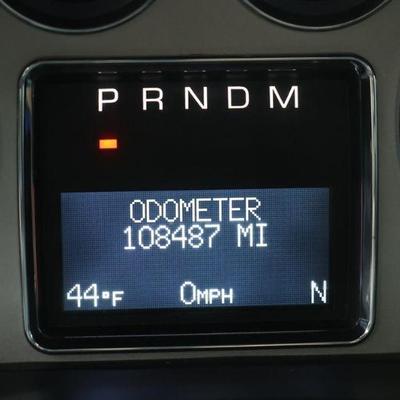 P R N D M
ODOMETER
108487 MI
44°F 0MPH N